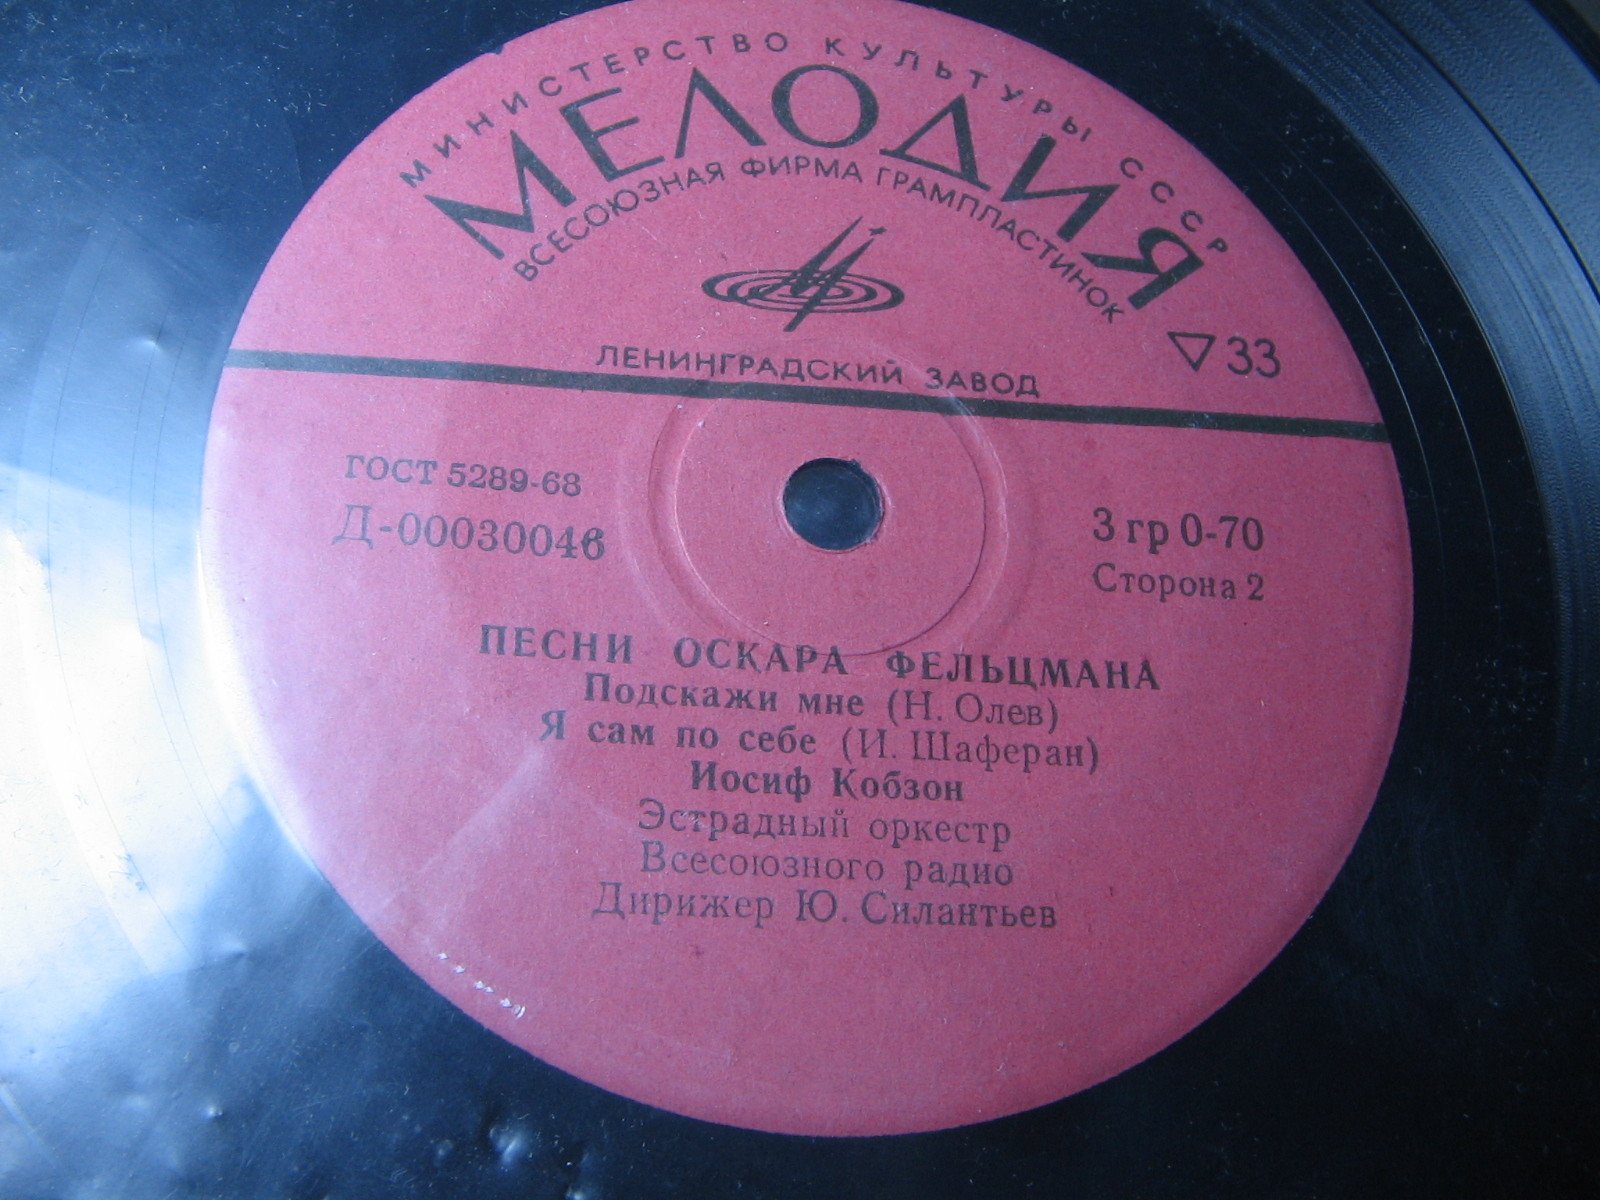 МИНИСТЕРСТВО КУЛЬТУРЫ СССР
МЕЛОДИЯ
ВСЕСОЮЗНАЯ ФИРМА ГРАМПЛАСТИНОК
▽33
ЛЕНИНГРАДСКИЙ ЗАВОД
ГОСТ 5289-68
Д-00030046
3 гр 0-70
Сторона 2
ПЕСНИ ОСКАРА ФЕЛЬЦМАНА
Подскажи мне (Н. Олев)
Я сам по себе (И. Шаферан)
Иосиф Кобзон
Эстрадный оркестр
Всесоюзного радио
Дирижер Ю. Силантьев